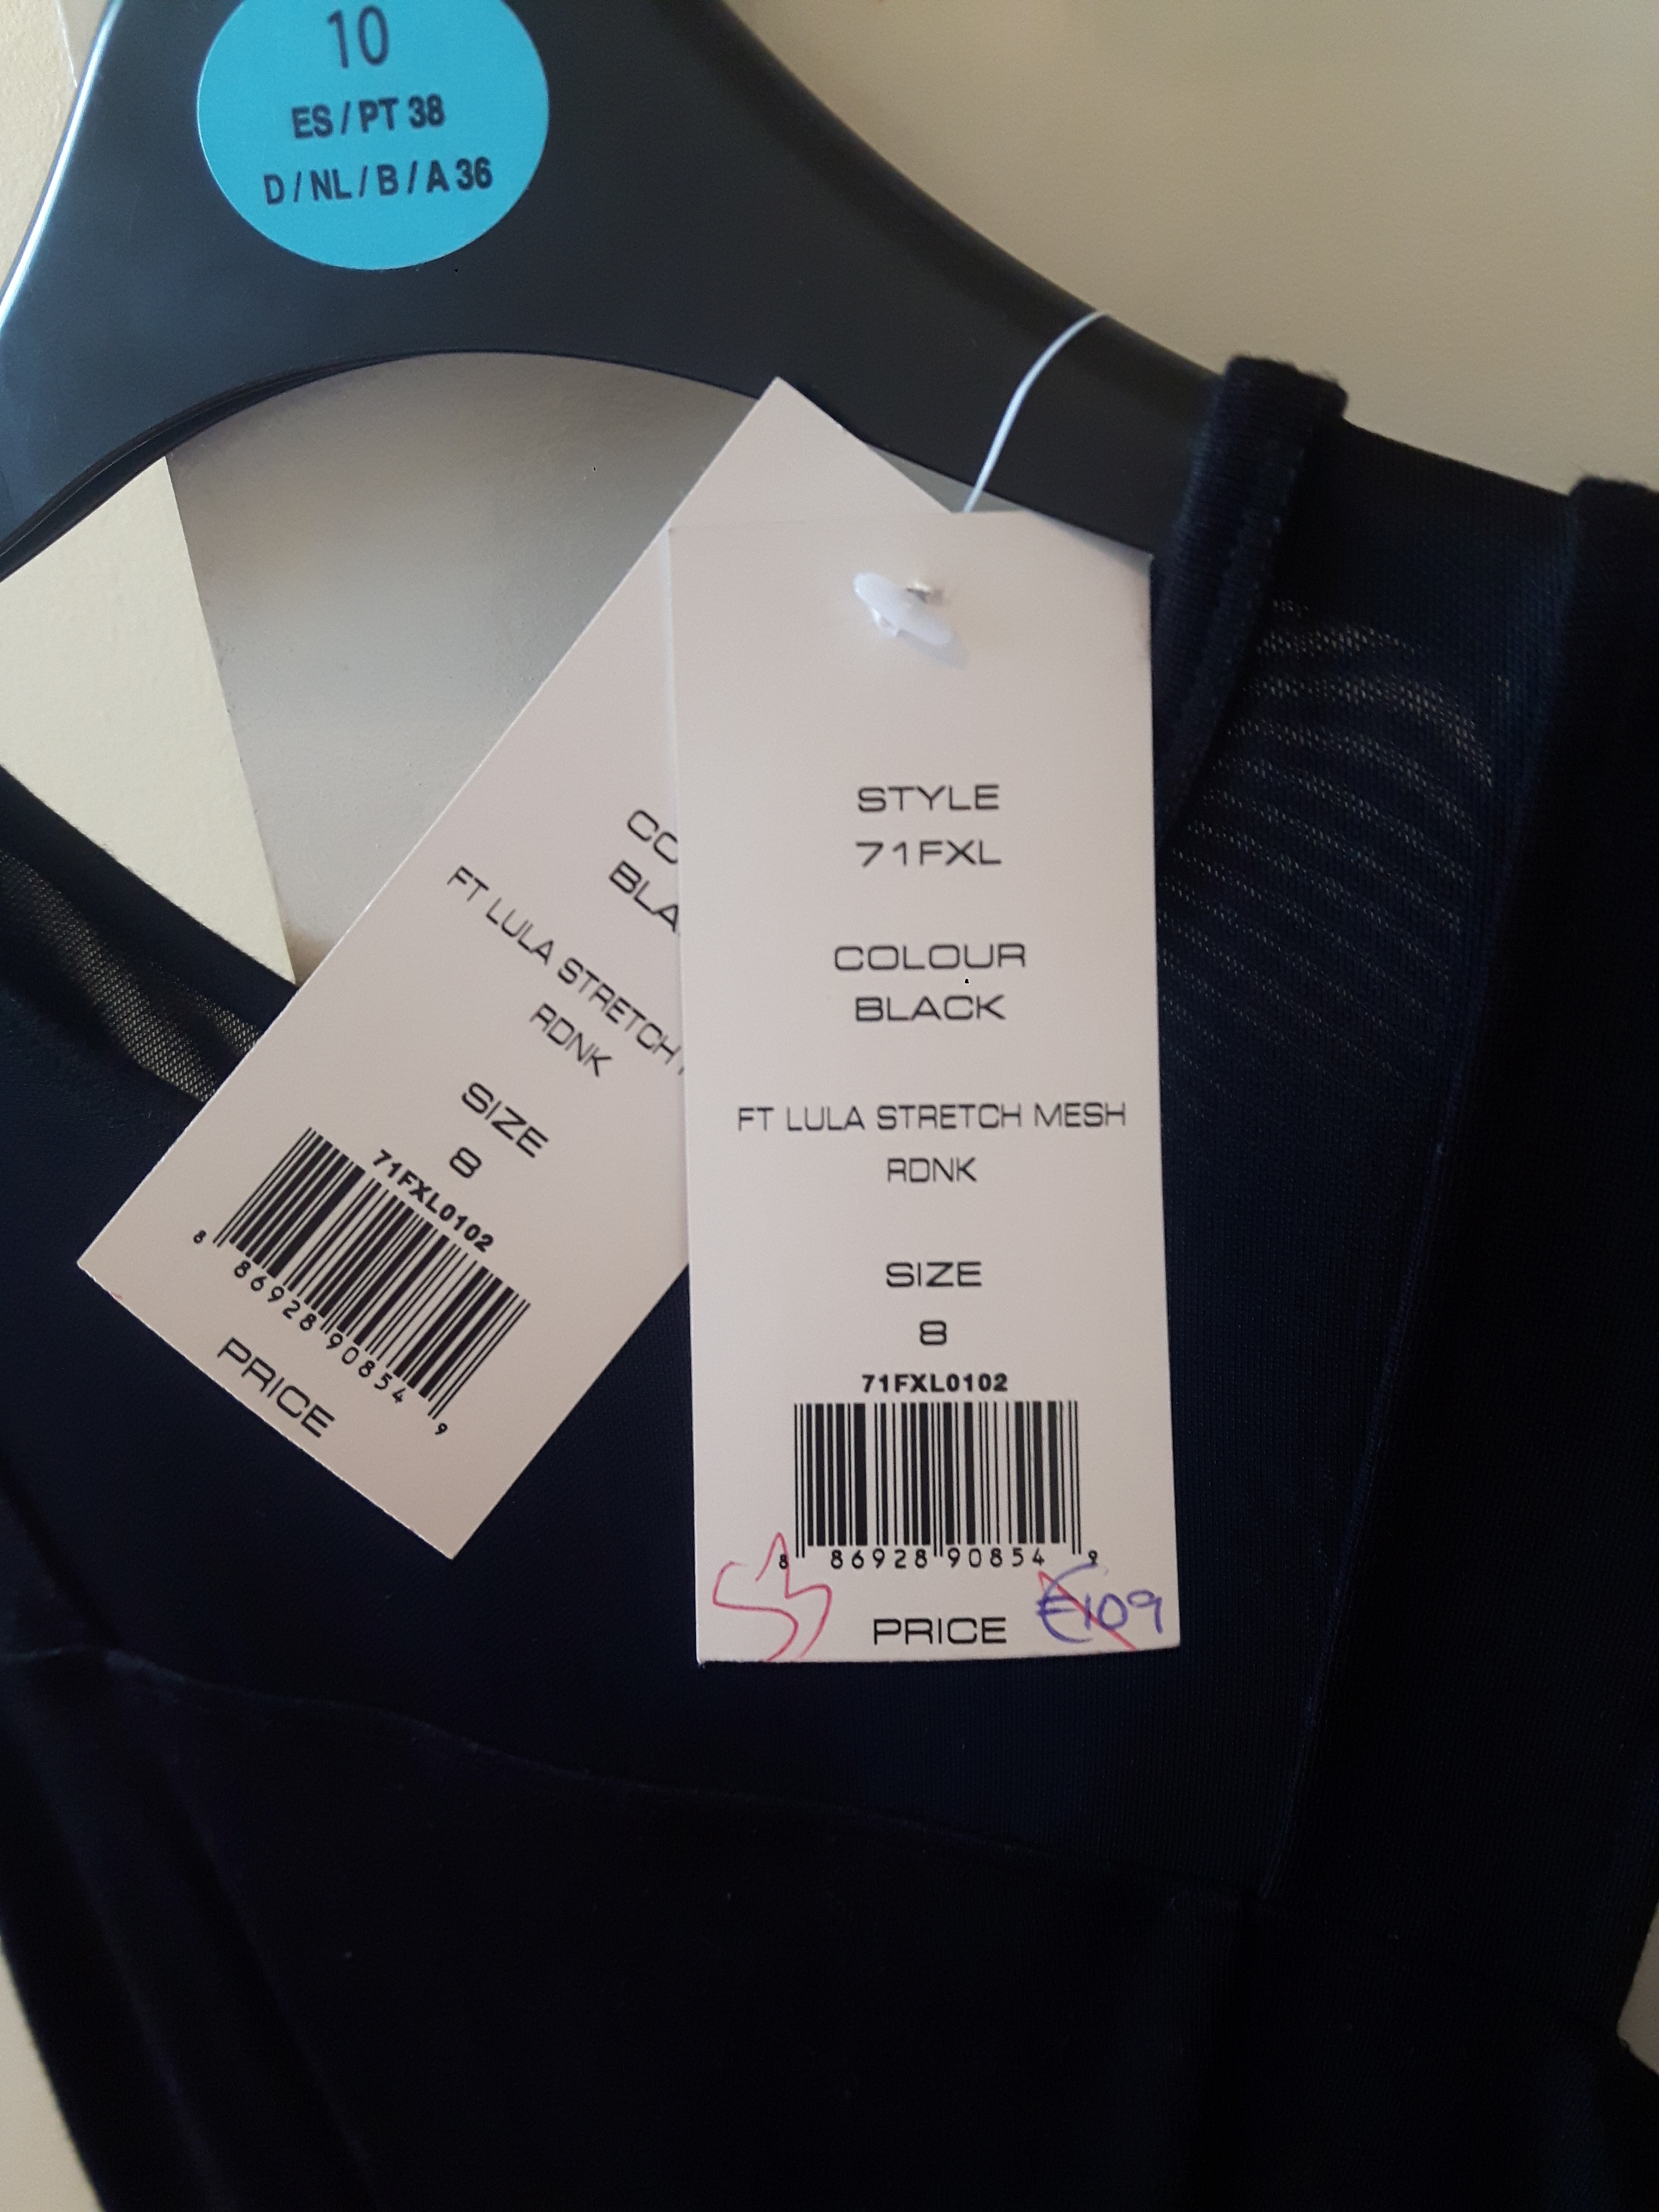 10
ES / PT 38
D / NL / B / A 36
STYLE
71FXL
COLOUR
BLACK
FT LULA STRETCH MESH
RDNK
SIZE
8
71FXL0102
8 86928 90854 9
PRICE €109
CO
BLA
FT LULA STRETCH
RDNK
SIZE
8
71FXL0102
8 86928 90854 9
PRICE